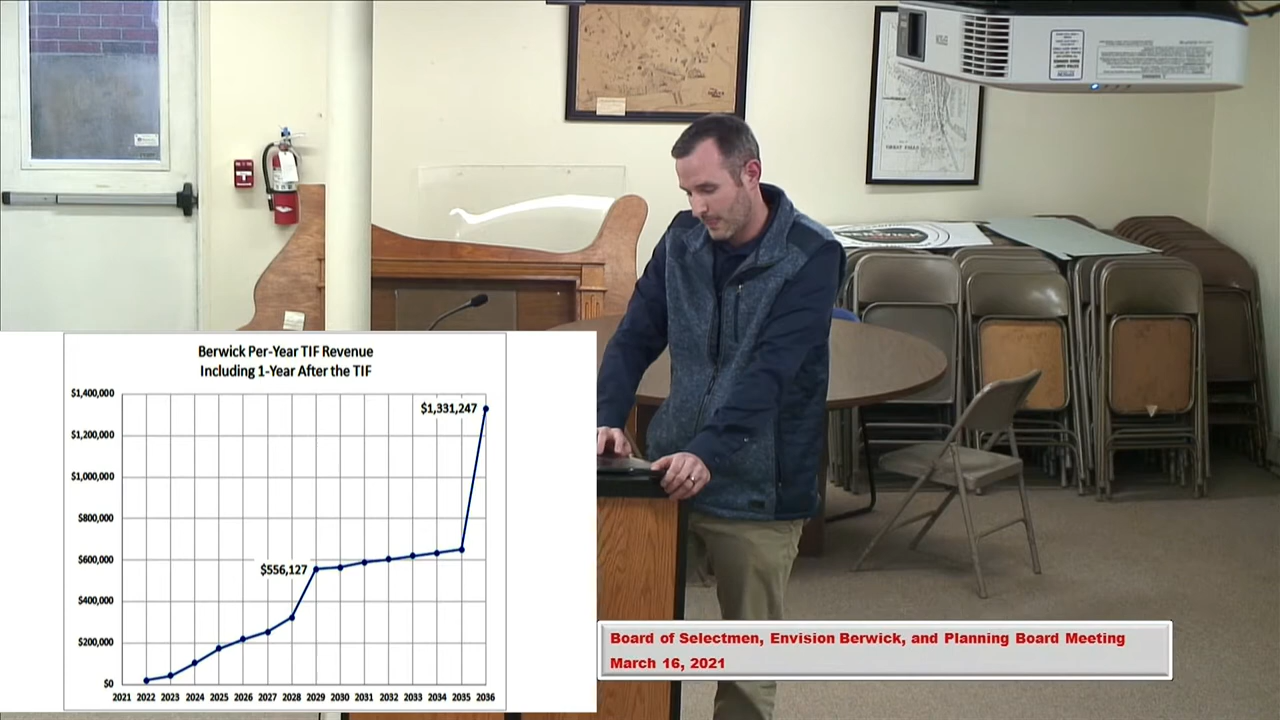 GREAT FALLS
BERWICK
Berwick Per-Year TIF Revenue
Including 1-Year After the TIF
$1,400,000
$1,200,000
$1,000,000
$800,000
$600,000
$400,000
$200,000
$0
$1,331,247
$556,127
2021 2022 2023 2024 2025 2026 2027 2028 2029 2030 2031 2032 2033 2034 2035 2036
Board of Selectmen, Envision Berwick, and Planning Board Meeting
March 16, 2021